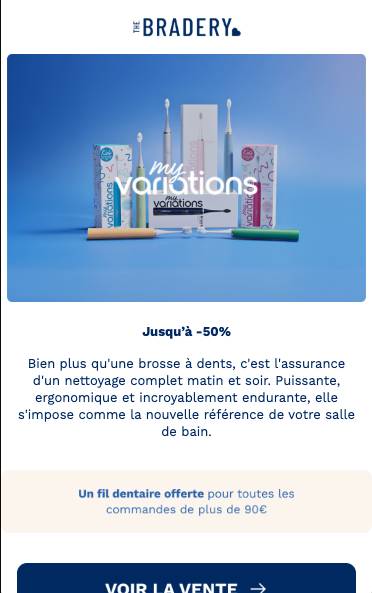 THE BRADERY
my
variations
my
variations
Jusqu'à -50%
Bien plus qu'une brosse à dents, c'est l'assurance
d'un nettoyage complet matin et soir. Puissante,
ergonomique et incroyablement endurante, elle
s'impose comme la nouvelle référence de votre salle
de bain.
Un fil dentaire offerte pour toutes les
commandes de plus de 90€
VOIR LA VENTE →